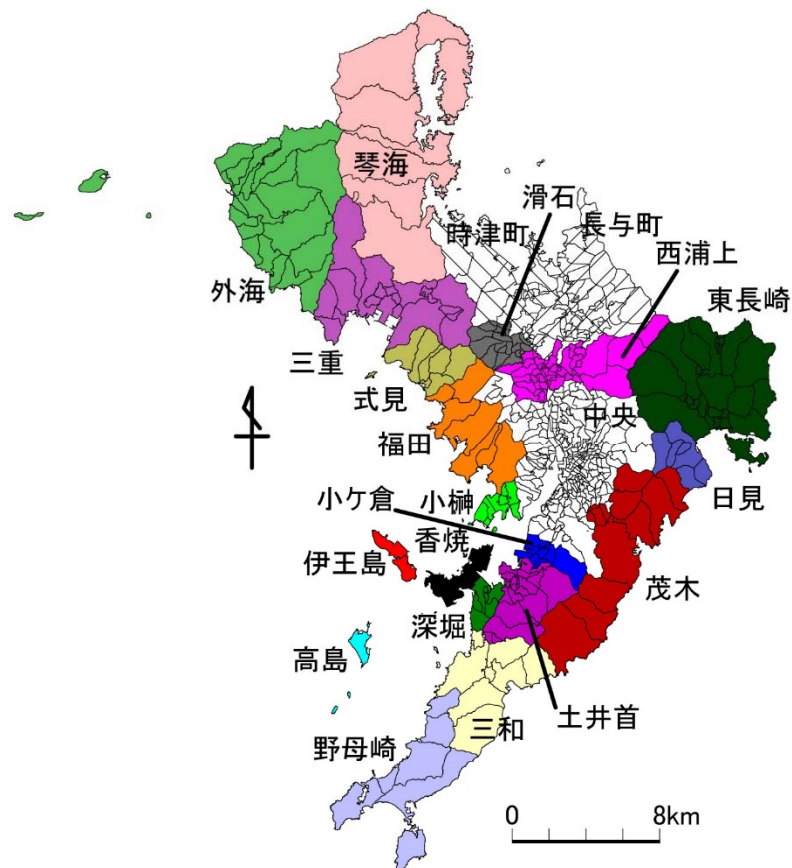 琴海
滑石
時津町
長与町
西浦上
外海
東長崎
三重
式見
中央
福田
日見
小ケ倉
小榊
香焼
伊王島
茂木
深堀
高島
土井首
三和
野母崎
0
8km